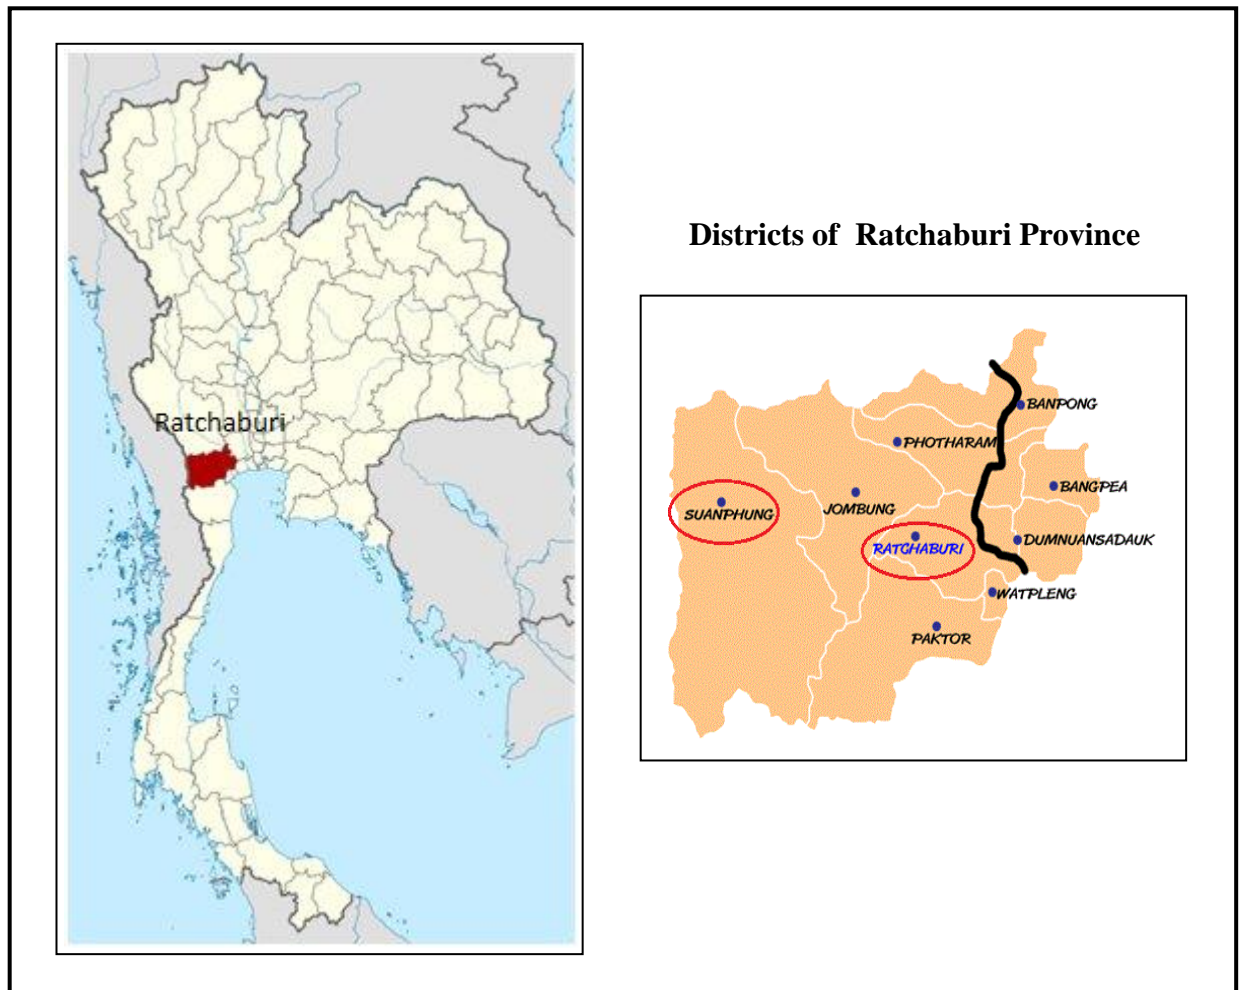 Ratchaburi
Districts of Ratchaburi Province
BANPONG
PHOTHARAM
BANGPEA
SUANPHUNG
JOMBUNG
RATCHABURI
DUMNUANSADAUK
WATPLENG
PAKTOR